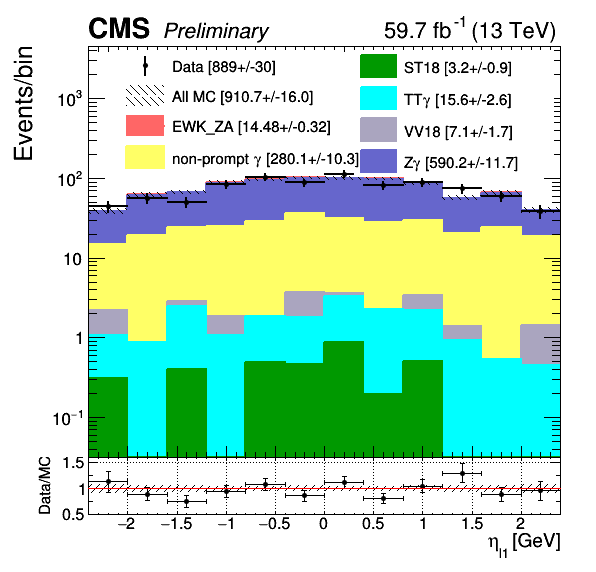 CMS Preliminary 59.7 fb⁻¹ (13 TeV)
Events/bin
Data [889+/-30]
All MC [910.7+/-16.0]
EWK_ZA [14.48+/-0.32]
non-prompt γ [280.1+/-10.3]
ST18 [3.2+/-0.9]
TTγ [15.6+/-2.6]
VV18 [7.1+/-1.7]
Zγ [590.2+/-11.7]
10³
10²
10
1
10⁻¹
Data/MC
1.5
1
0.5
−2 −1.5 −1 −0.5 0 0.5 1 1.5 2
η_l1 [GeV]